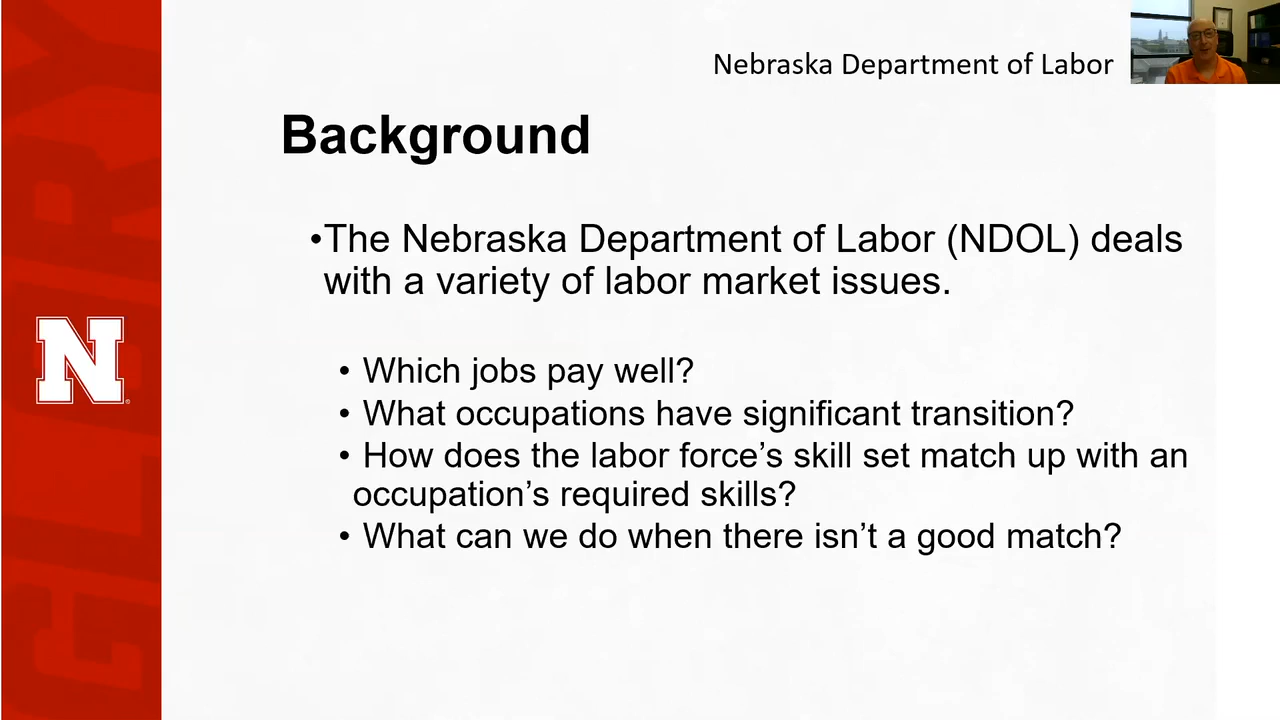 Nebraska Department of Labor
Background
•The Nebraska Department of Labor (NDOL) deals
with a variety of labor market issues.
• Which jobs pay well?
• What occupations have significant transition?
• How does the labor force’s skill set match up with an
occupation’s required skills?
• What can we do when there isn’t a good match?
GLORY
N